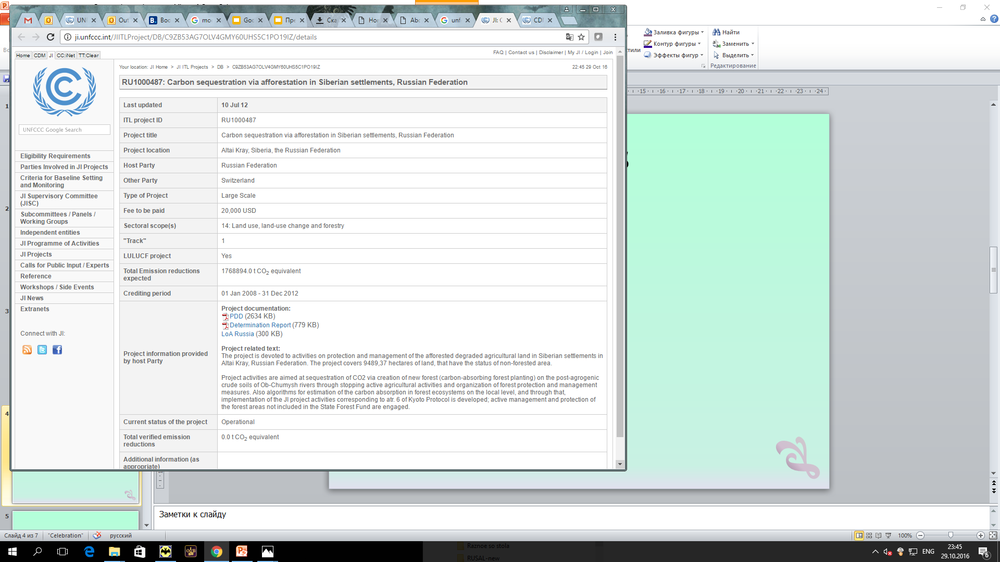 UNI
Out
Boc
mo
Goc
Пре
Ска
Hor
Abc
unf
JI: C
CDI
ji.unfccc.int/JIITLProject/DB/C9ZB53AG7OLV4GMY60UHS5C1PO19IZ/details
Home CDM JI CC:iNet TT:Clear
FAQ | Contact us | Disclaimer | My JI / Login | Join
Your location: JI Home > JI ITL Projects > DB > C9ZB53AG7OLV4GMY60UHS5C1PO19IZ
22:45 29 Oct 16
UNFCCC Google Search
Eligibility Requirements
Parties Involved in JI Projects
Criteria for Baseline Setting
and Monitoring
JI Supervisory Committee
(JISC)
Subcommittees / Panels /
Working Groups
Independent entities
JI Programme of Activities
JI Projects
Calls for Public Input / Experts
Reference
Workshops / Side Events
JI News
Extranets
Connect with JI:
RU1000487: Carbon sequestration via afforestation in Siberian settlements, Russian Federation
Last updated 10 Jul 12
ITL project ID RU1000487
Project title Carbon sequestration via afforestation in Siberian settlements, Russian Federation
Project location Altai Kray, Siberia, the Russian Federation
Host Party Russian Federation
Other Party Switzerland
Type of Project Large Scale
Fee to be paid 20,000 USD
Sectoral scope(s) 14: Land use, land-use change and forestry
"Track" 1
LULUCF project Yes
Total Emission reductions
expected
1768894.0 t CO2 equivalent
Crediting period 01 Jan 2008 - 31 Dec 2012
Project information provided
by host Party
Project documentation:
PDD (2634 KB)
Determination Report (779 KB)
LoA Russia (300 KB)
Project related text:
The project is devoted to activities on protection and management of the afforested degraded agricultural land in Siberian settlements in
Altai Kray, Russian Federation. The project covers 9489,37 hectares of land, that have the status of non-forested area.
Project activities are aimed at sequestration of CO2 via creation of new forest (carbon-absorbing forest planting) on the post-agrogenic
crude soils of Ob-Chumysh rivers through stopping active agricultural activities and organization of forest protection and management
measures. Also algorithms for estimation of the carbon absorption in forest ecosystems on the local level, and through that,
implementation of the JI project activities corresponding to atr. 6 of Kyoto Protocol is developed; active management and protection of
the forest areas not included in the State Forest Fund are engaged.
Current status of the project Operational
Total verified emission
reductions
0.0 t CO2 equivalent
Additional information (as
appropriate)
Заливка фигуры
Контур фигуры
Эффекты фигур
Найти
Заменить
Выделить
Редактирование
15 16 17 18 19 20 21 22 23 24
1
2
3
4
5
Заметки к слайду
Слайд 4 из 7 "Celebration" русский
100%
Raznoe so stola
RUSAL-new
ENG
23:45
29.10.2016
6